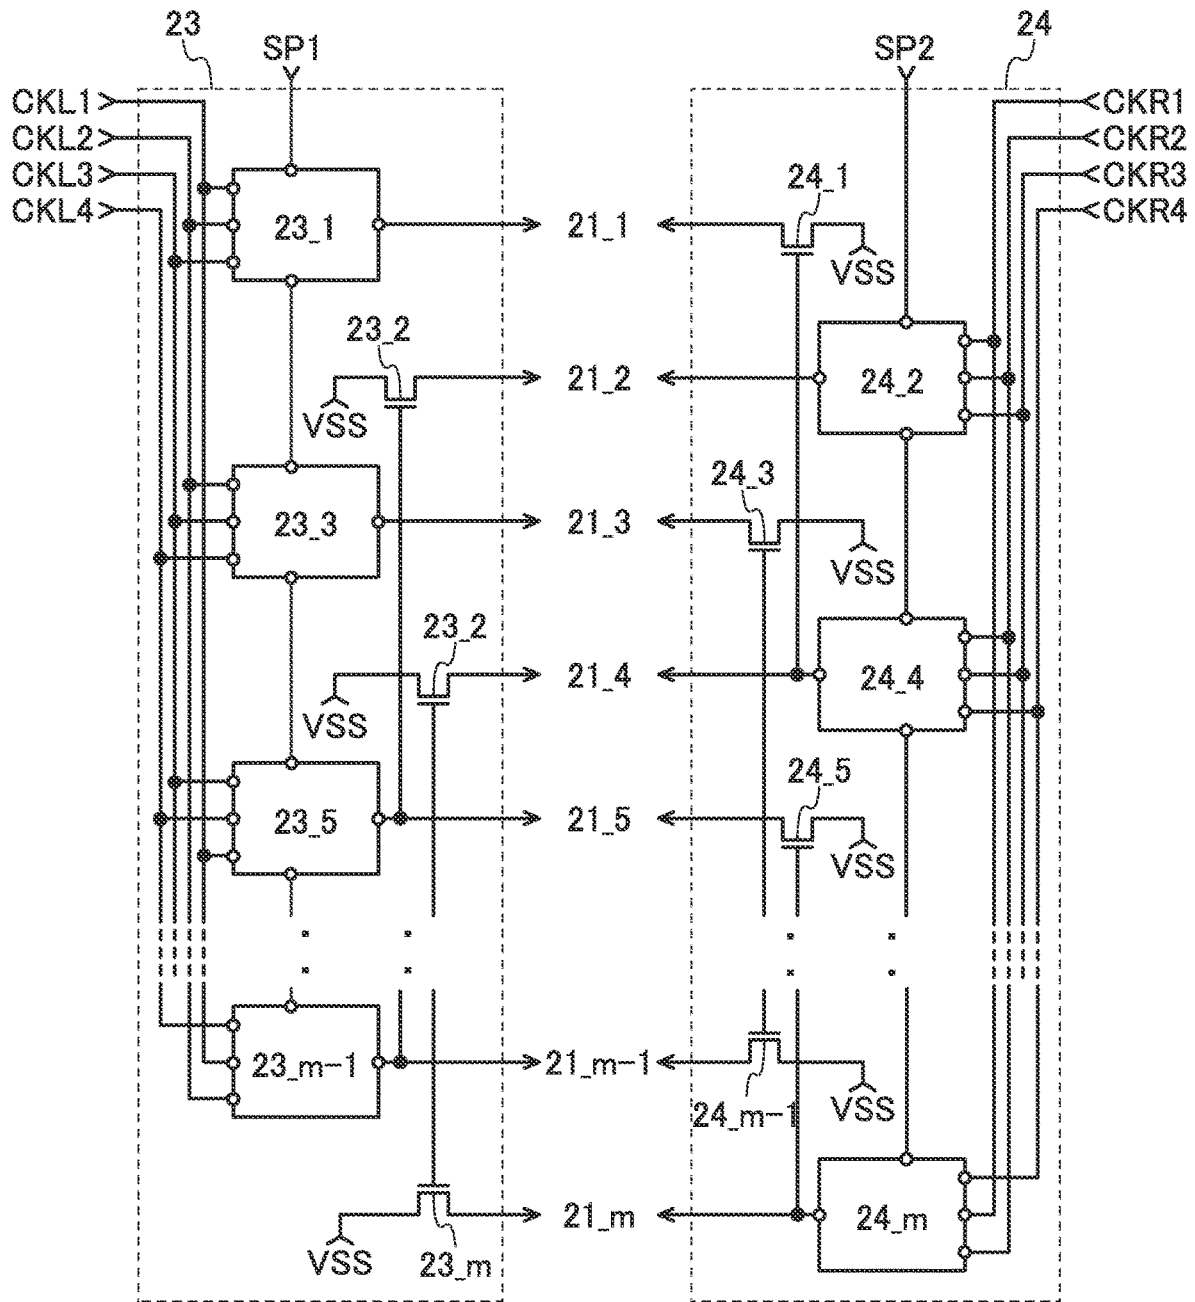 23
24
SP1
SP2
CKL1
CKR1
CKL2
CKR2
CKL3
CKR3
CKL4
CKR4
24_1
23_1
21_1
VSS
23_2
24_2
21_2
VSS
24_3
23_3
21_3
VSS
23_2
24_4
21_4
VSS
24_5
23_5
21_5
VSS
23_m-1
21_m-1
24_m-1
VSS
21_m
24_m
VSS
23_m